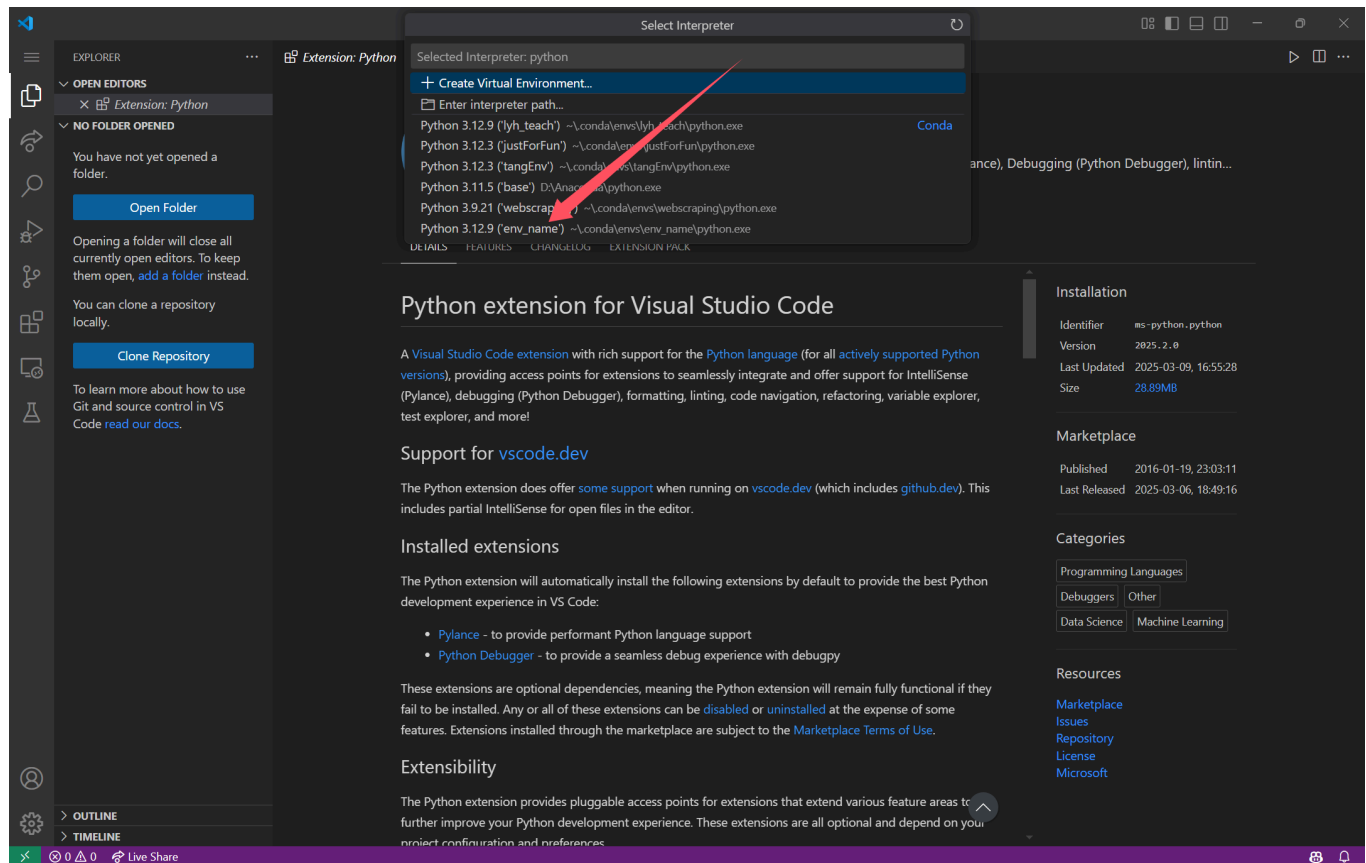 Select Interpreter
EXPLORER
Extension: Python
Selected Interpreter: python
OPEN EDITORS
Create Virtual Environment...
Extension: Python
Enter interpreter path...
NO FOLDER OPENED
Python 3.12.9 ('lyh_teach') ~\.conda\envs\lyh_teach\python.exe Conda
Python 3.12.3 ('justForFun') ~\.conda\envs\justForFun\python.exe
Python 3.12.3 ('tangEnv') ~\.conda\envs\tangEnv\python.exe
Python 3.11.5 ('base') D:\Anaconda\python.exe
Python 3.9.21 ('webscraping') ~\.conda\envs\webscraping\python.exe
Python 3.12.9 ('env_name') ~\.conda\envs\env_name\python.exe
You have not yet opened a
folder.
Open Folder
Opening a folder will close all
currently open editors. To keep
them open, add a folder instead.
You can clone a repository
locally.
Clone Repository
To learn more about how to use
Git and source control in VS
Code read our docs.
OUTLINE
TIMELINE
Debugging (Python Debugger), lintin...
DETAILS FEATURES CHANGELOG EXTENSION PACK
Python extension for Visual Studio Code
A Visual Studio Code extension with rich support for the Python language (for all actively supported Python
versions), providing access points for extensions to seamlessly integrate and offer support for IntelliSense
(Pylance), debugging (Python Debugger), formatting, linting, code navigation, refactoring, variable explorer,
test explorer, and more!
Support for vscode.dev
The Python extension does offer some support when running on vscode.dev (which includes github.dev). This
includes partial IntelliSense for open files in the editor.
Installed extensions
The Python extension will automatically install the following extensions by default to provide the best Python
development experience in VS Code:
• Pylance - to provide performant Python language support
• Python Debugger - to provide a seamless debug experience with debugpy
These extensions are optional dependencies, meaning the Python extension will remain fully functional if they
fail to be installed. Any or all of these extensions can be disabled or uninstalled at the expense of some
features. Extensions installed through the marketplace are subject to the Marketplace Terms of Use.
Extensibility
The Python extension provides pluggable access points for extensions that extend various feature areas to
further improve your Python development experience. These extensions are all optional and depend on your
project configuration and preferences.
Installation
Identifier ms-python.python
Version 2025.2.0
Last Updated 2025-03-09, 16:55:28
Size 28.89MB
Marketplace
Published 2016-01-19, 23:03:11
Last Released 2025-03-06, 18:49:16
Categories
Programming Languages
Debuggers Other
Data Science Machine Learning
Resources
Marketplace
Issues
Repository
License
Microsoft
0 0 Live Share